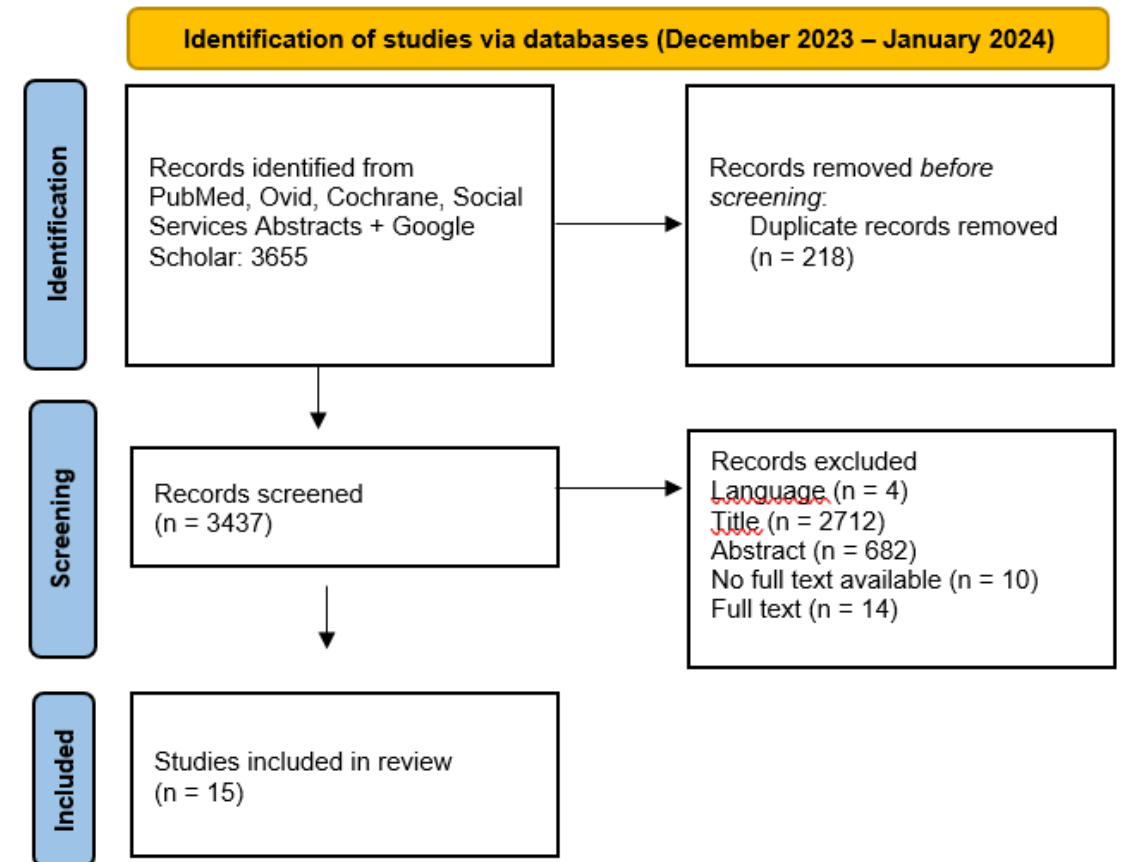 Identification of studies via databases (December 2023 – January 2024)
Identification
Records identified from
PubMed, Ovid, Cochrane, Social
Services Abstracts + Google
Scholar: 3655
Records removed before
screening:
Duplicate records removed
(n = 218)
Screening
Records screened
(n = 3437)
Records excluded
Language (n = 4)
Title (n = 2712)
Abstract (n = 682)
No full text available (n = 10)
Full text (n = 14)
Included
Studies included in review
(n = 15)